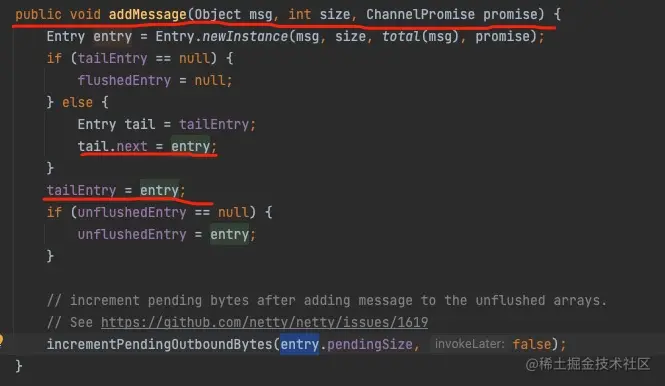 public void addMessage(Object msg, int size, ChannelPromise promise) {
Entry entry = Entry.newInstance(msg, size, total(msg), promise);
if (tailEntry == null) {
flushedEntry = null;
} else {
Entry tail = tailEntry;
tail.next = entry;
}
tailEntry = entry;
if (unflushedEntry == null) {
unflushedEntry = entry;
}
// increment pending bytes after adding message to the unflushed arrays.
// See https://github.com/netty/netty/issues/1619
incrementPendingOutboundBytes(entry.pendingSize, invokeLater: false);
}
@稀土掘金技术社区